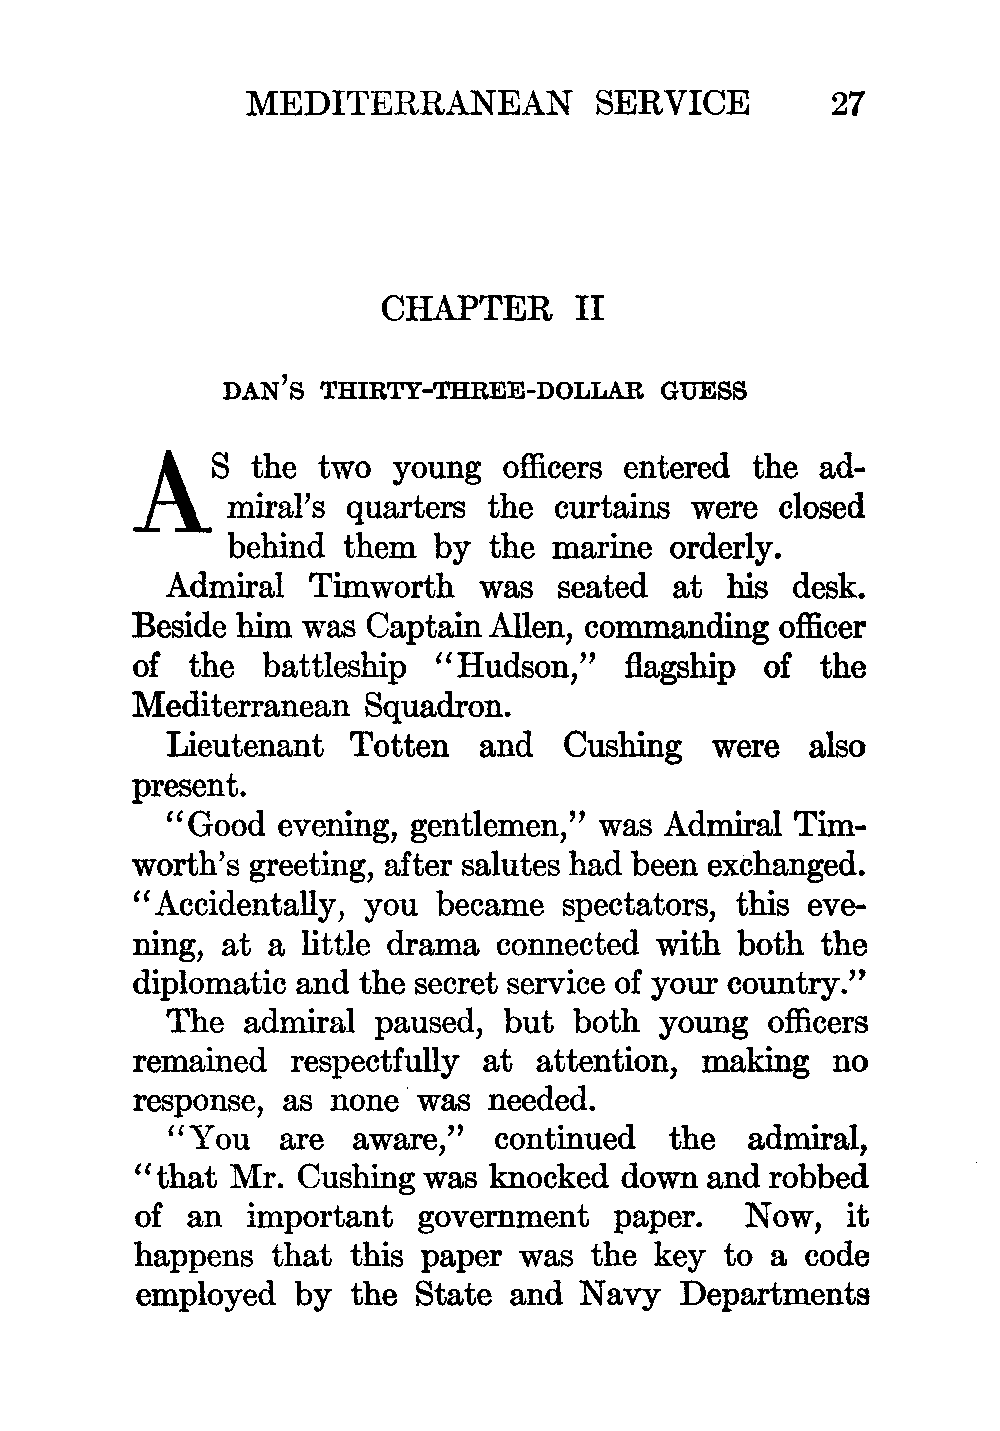 MEDITERRANEAN SERVICE 27
CHAPTER II
DAN'S THIRTY-THREE-DOLLAR GUESS
AS the two young officers entered the ad-
miral's quarters the curtains were closed
behind them by the marine orderly.
Admiral Timworth was seated at his desk.
Beside him was Captain Allen, commanding officer
of the battleship "Hudson," flagship of the
Mediterranean Squadron.
Lieutenant Totten and Cushing were also
present.
"Good evening, gentlemen," was Admiral Tim-
worth's greeting, after salutes had been exchanged.
"Accidentally, you became spectators, this eve-
ning, at a little drama connected with both the
diplomatic and the secret service of your country."
The admiral paused, but both young officers
remained respectfully at attention, making no
response, as none was needed.
"You are aware," continued the admiral,
"that Mr. Cushing was knocked down and robbed
of an important government paper. Now, it
happens that this paper was the key to a code
employed by the State and Navy Departments